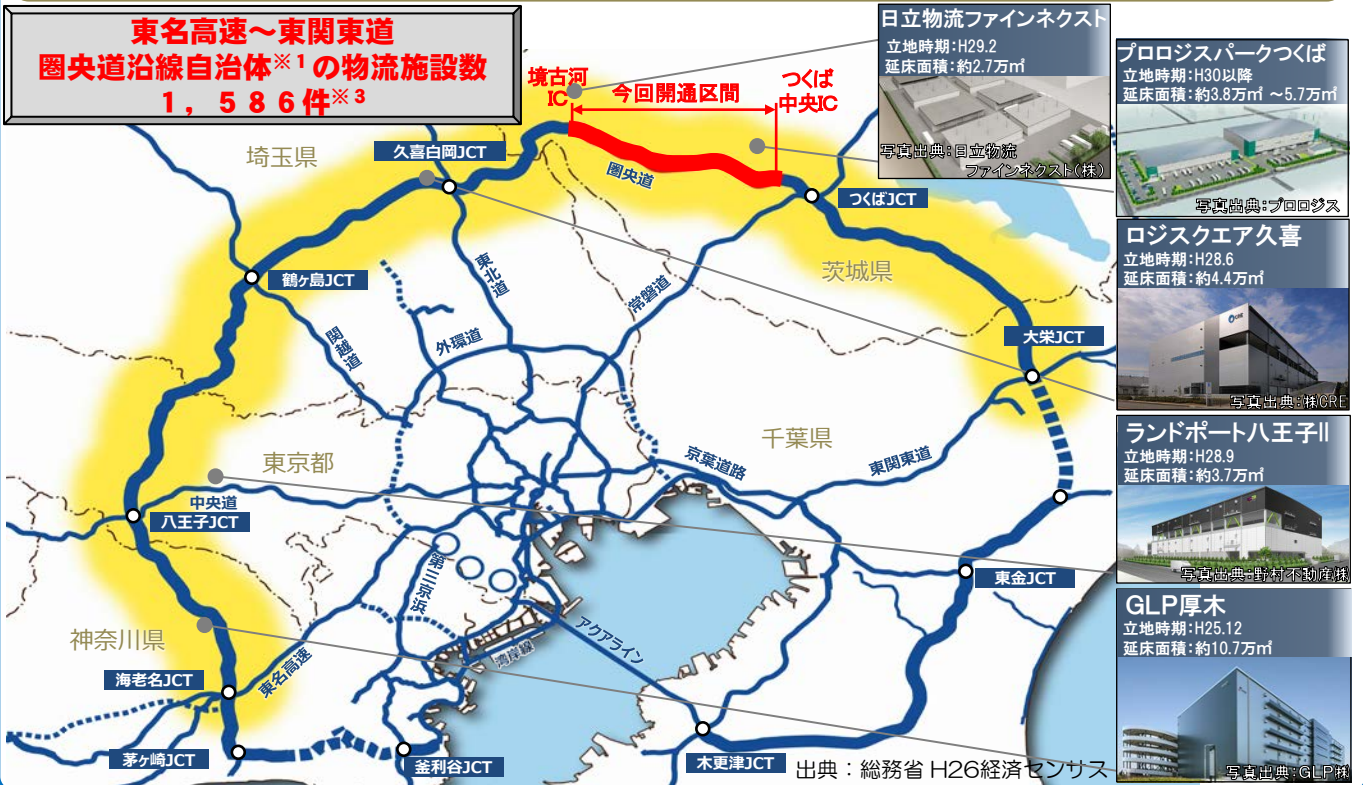 東名高速～東関東道
圏央道沿線自治体※1の物流施設数
1，586件※3
境古河
IC
今回開通区間
つくば
中央IC
圏央道
埼玉県
久喜白岡JCT
つくばJCT
茨城県
鶴ヶ島JCT
東北道
常磐道
関越道
外環道
大栄JCT
千葉県
東京都
京葉道路
東関東道
中央道
八王子JCT
第三京浜
東金JCT
神奈川県
アクアライン
湾岸線
海老名JCT
東名高速
茅ヶ崎JCT
釜利谷JCT
木更津JCT
出典：総務省 H26経済センサス
日立物流ファインネクスト
立地時期:H29.2
延床面積:約2.7万㎡
写真出典:日立物流
ファインネクスト(株)
プロロジスパークつくば
立地時期:H30以降
延床面積:約3.8万㎡ ～5.7万㎡
写真出典:プロロジス
ロジスクエア久喜
立地時期:H28.6
延床面積:約4.4万㎡
CRE
写真出典:㈱CRE
ランドポート八王子Ⅱ
立地時期:H28.9
延床面積:約3.7万㎡
写真出典:野村不動産㈱
GLP厚木
立地時期:H25.12
延床面積:約10.7万㎡
写真出典:GLP㈱